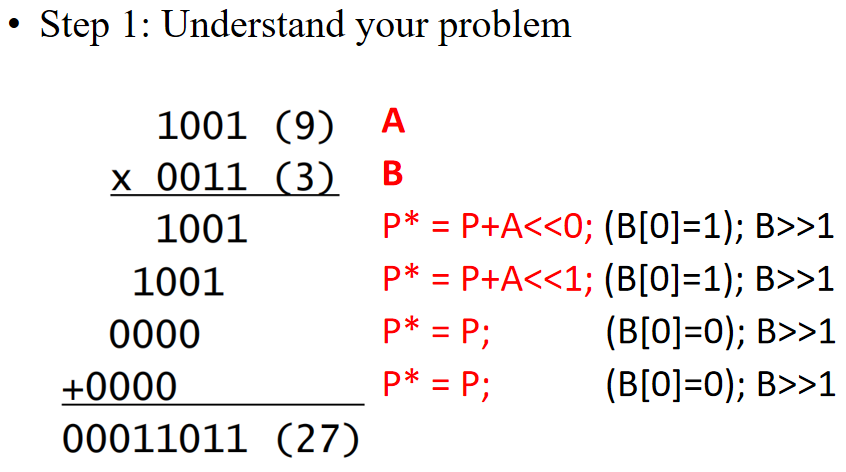 • Step 1: Understand your problem
1001 (9) A
x 0011 (3) B
1001 P* = P+A<<0; (B[0]=1); B>>1
1001 P* = P+A<<1; (B[0]=1); B>>1
0000 P* = P; (B[0]=0); B>>1
+0000 P* = P; (B[0]=0); B>>1
00011011 (27)